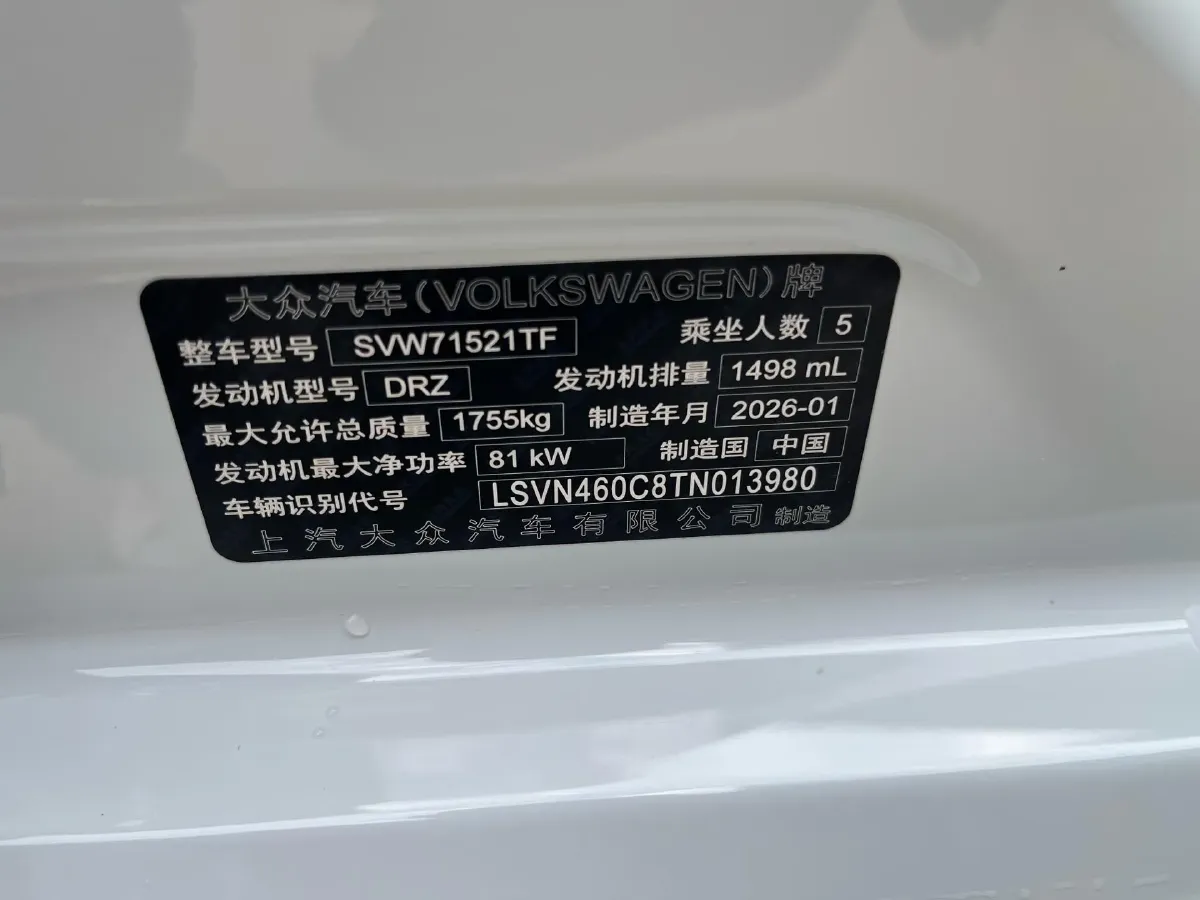 大众汽车(VOLKSWAGEN)牌
整车型号 SVW71521TF 乘坐人数 5
发动机型号 DRZ 发动机排量 1498 mL
最大允许总质量 1755kg 制造年月 2026-01
发动机最大净功率 81 kW 制造国 中国
车辆识别代号 LSVN460C8TN013980
上汽大众汽车有限公司制造